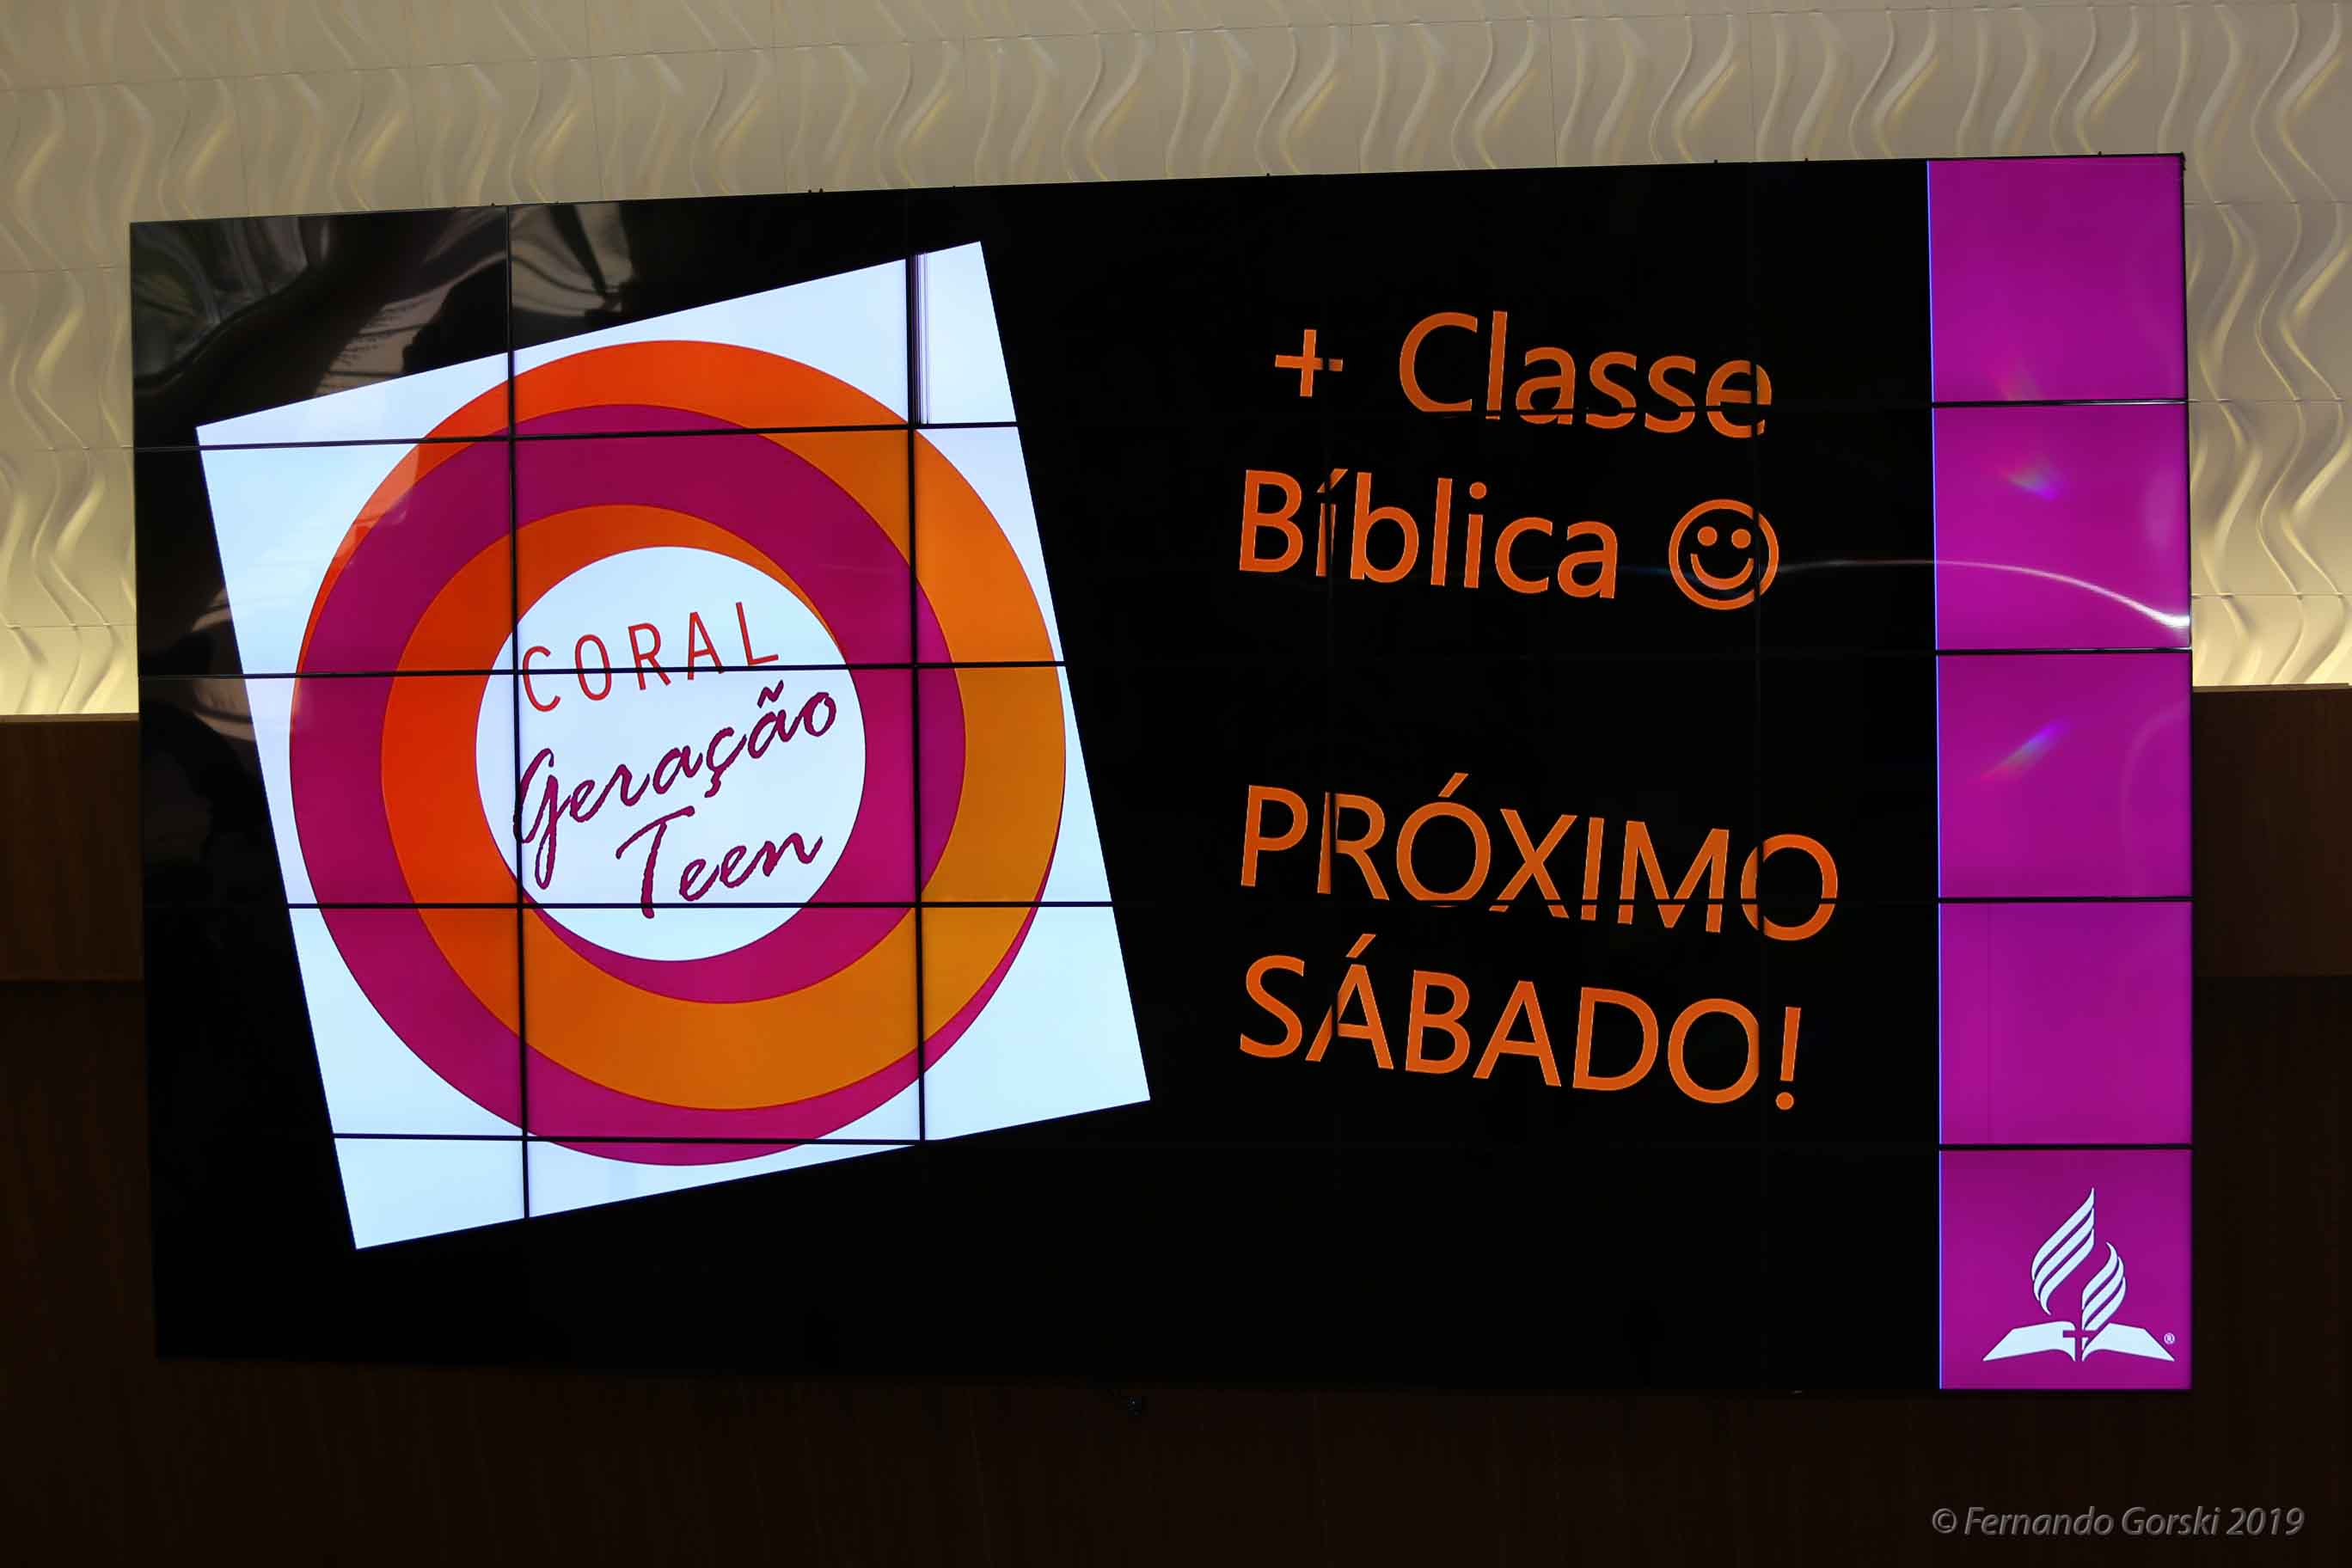 CORAL
Geração
Teen
+ Classe
Bíblica ☺
PRÓXIMO
SÁBADO!
®
© Fernando Gorski 2019